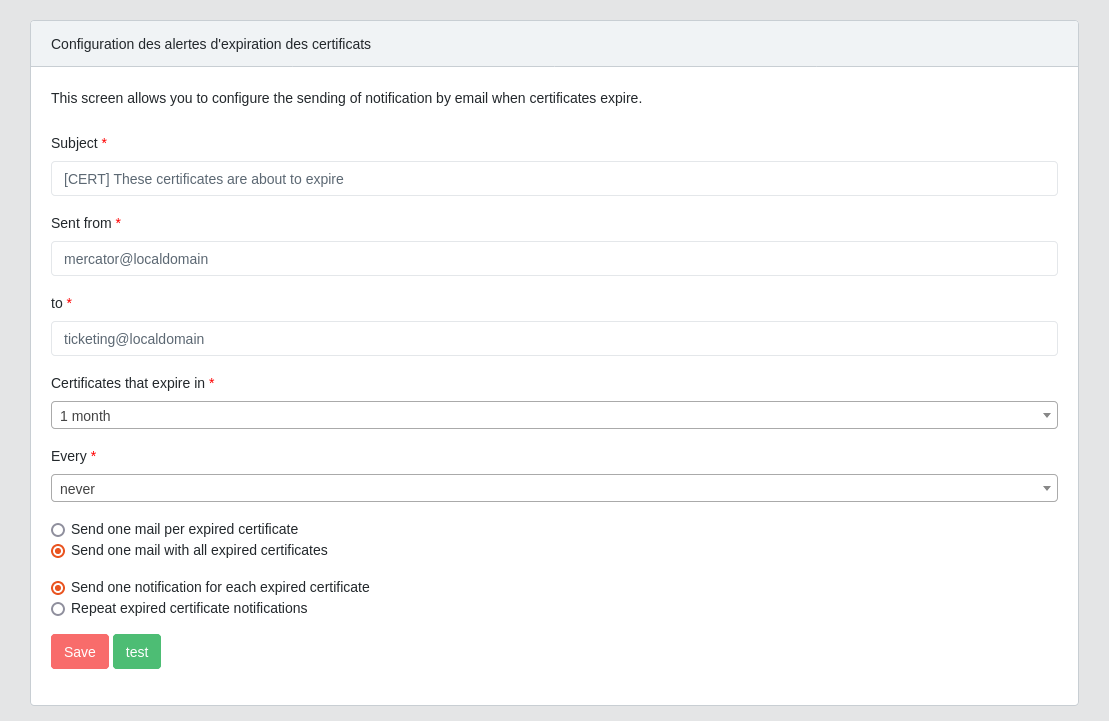 Configuration des alertes d'expiration des certificats
This screen allows you to configure the sending of notification by email when certificates expire.
Subject *
[CERT] These certificates are about to expire
Sent from *
mercator@localdomain
to *
ticketing@localdomain
Certificates that expire in *
1 month
Every *
never
Send one mail per expired certificate
Send one mail with all expired certificates
Send one notification for each expired certificate
Repeat expired certificate notifications
Save test